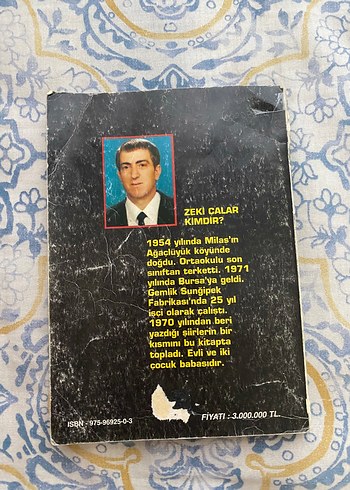 ZEKİ ÇALAR
KİMDİR?
1954 yılında Milas'ın
Ağaçlüyük köyünde
doğdu. Ortaokulu son
sınıftan terketti. 1971
yılında Bursa'ya geldi.
Gemlik Sunğipek
Fabrikası'nda 25 yıl
işçi olarak çalıştı.
1970 yılından beri
yazdığı şiirlerin bir
kısmını bu kitapta
topladı. Evli ve iki
çocuk babasıdır.
ISBN - 975-96925-0-3
FİYATI : 3.000.000 TL.